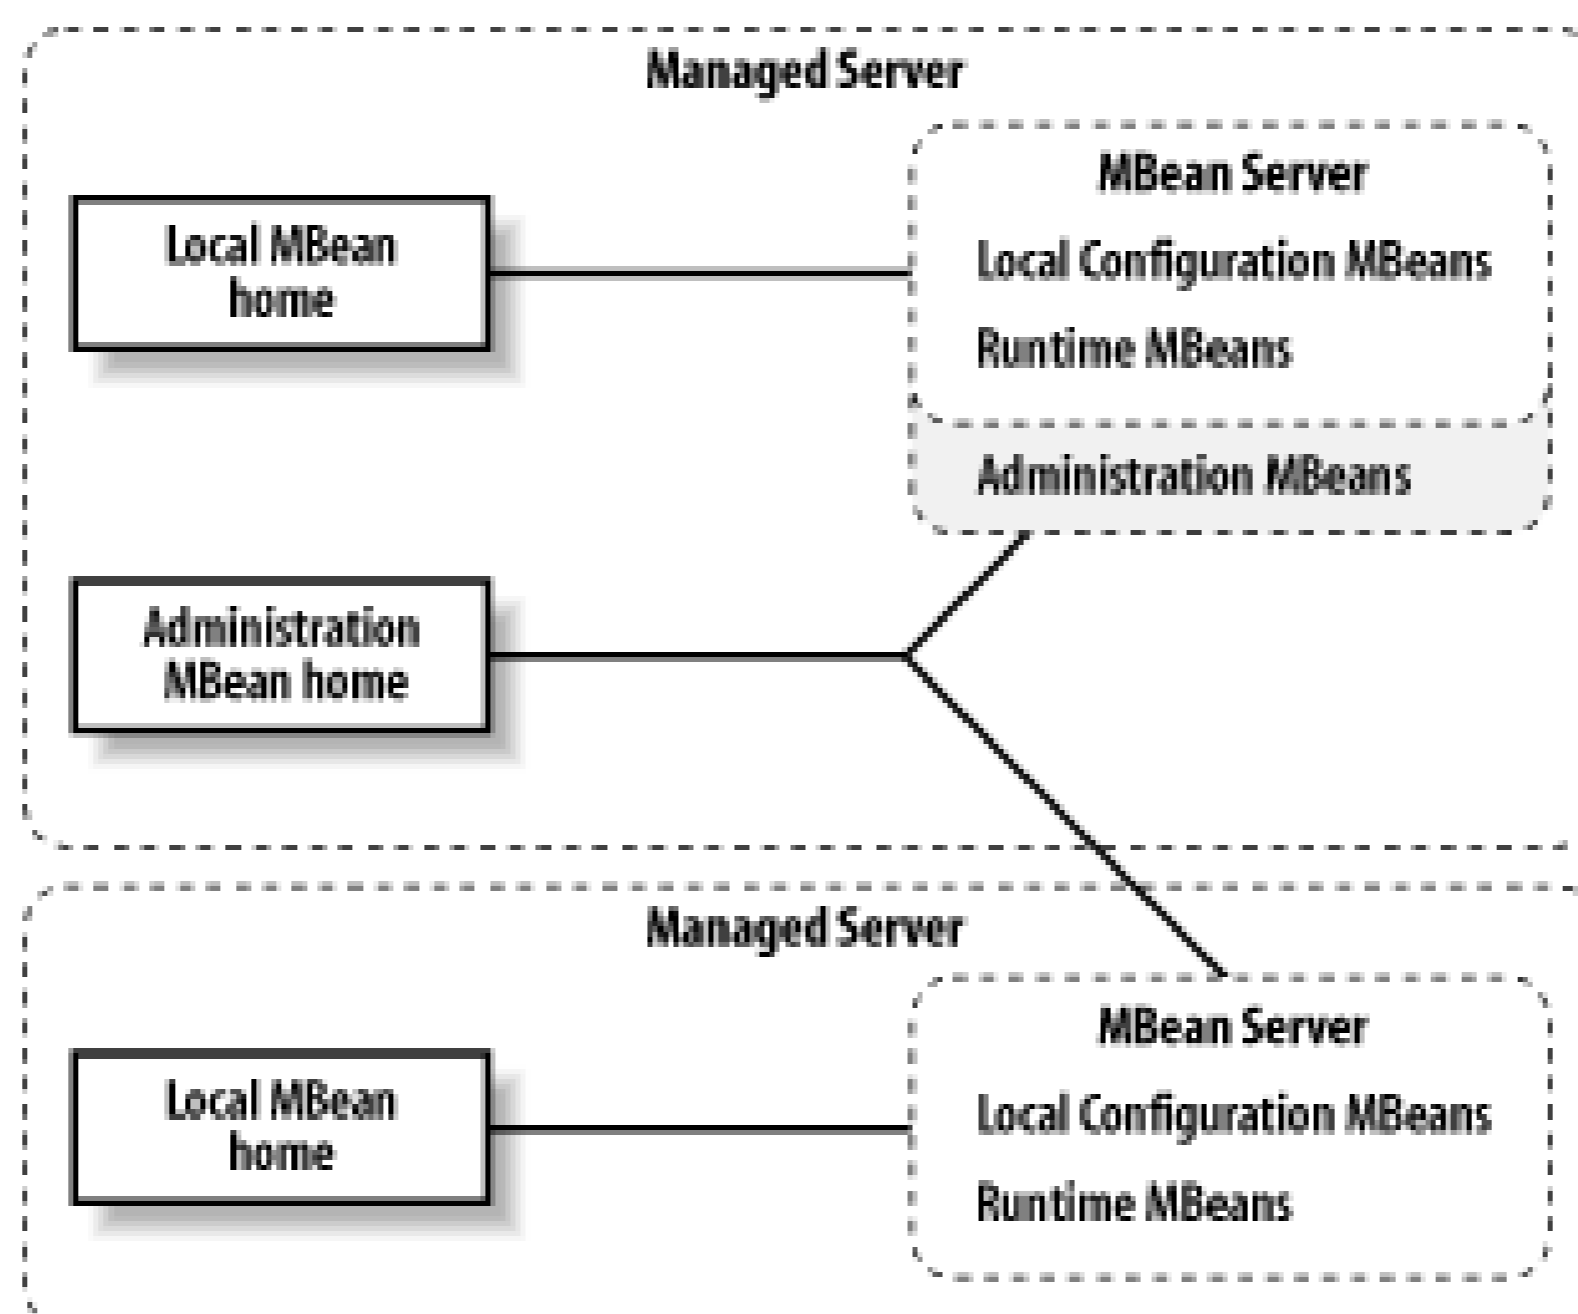 Managed Server
MBean Server
Local MBean
home
Local Configuration MBeans
Runtime MBeans
Administration MBeans
Administration
MBean home
Managed Server
MBean Server
Local MBean
home
Local Configuration MBeans
Runtime MBeans